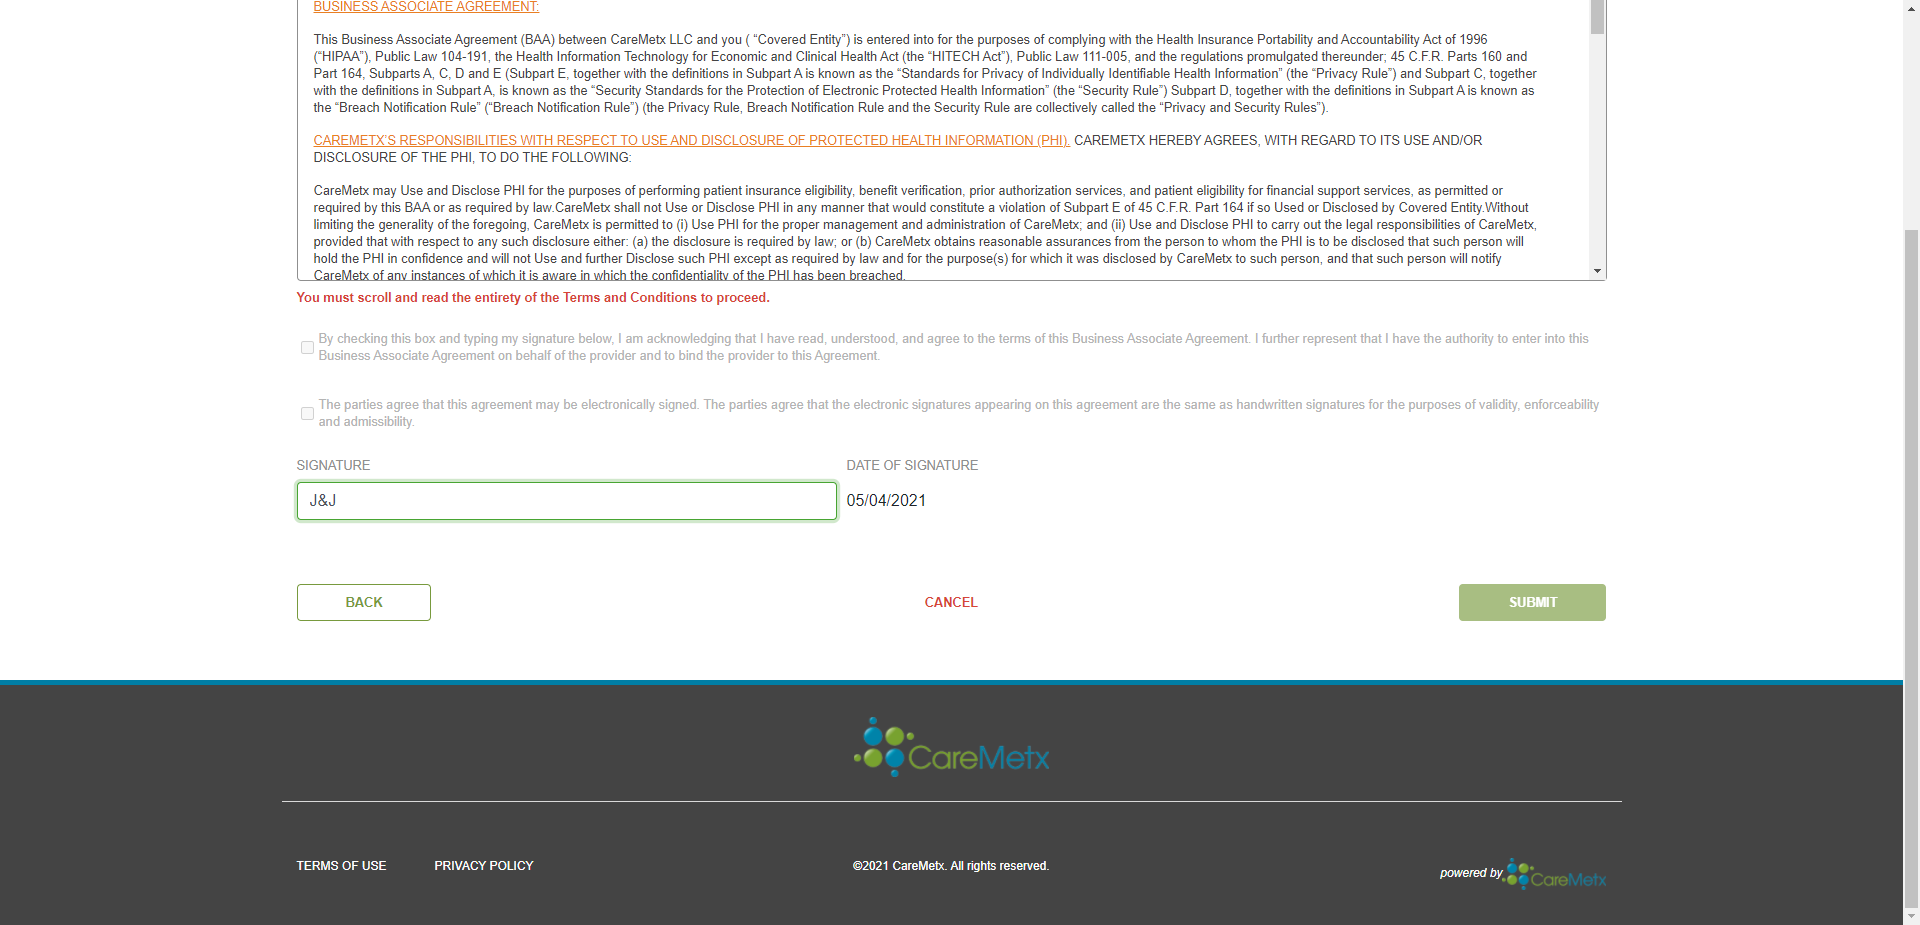 BUSINESS ASSOCIATE AGREEMENT:
This Business Associate Agreement (BAA) between CareMetx LLC and you ( “Covered Entity”) is entered into for the purposes of complying with the Health Insurance Portability and Accountability Act of 1996
(“HIPAA”), Public Law 104-191, the Health Information Technology for Economic and Clinical Health Act (the “HITECH Act”), Public Law 111-005, and the regulations promulgated thereunder; 45 C.F.R. Parts 160 and
Part 164, Subparts A, C, D and E (Subpart E, together with the definitions in Subpart A is known as the “Standards for Privacy of Individually Identifiable Health Information” (the “Privacy Rule”) and Subpart C, together
with the definitions in Subpart A, is known as the “Security Standards for the Protection of Electronic Protected Health Information” (the “Security Rule”) Subpart D, together with the definitions in Subpart A is known as
the “Breach Notification Rule” (“Breach Notification Rule”) (the Privacy Rule, Breach Notification Rule and the Security Rule are collectively called the “Privacy and Security Rules”).
CAREMETX’S RESPONSIBILITIES WITH RESPECT TO USE AND DISCLOSURE OF PROTECTED HEALTH INFORMATION (PHI). CAREMETX HEREBY AGREES, WITH REGARD TO ITS USE AND/OR
DISCLOSURE OF THE PHI, TO DO THE FOLLOWING:
CareMetx may Use and Disclose PHI for the purposes of performing patient insurance eligibility, benefit verification, prior authorization services, and patient eligibility for financial support services, as permitted or
required by this BAA or as required by law.CareMetx shall not Use or Disclose PHI in any manner that would constitute a violation of Subpart E of 45 C.F.R. Part 164 if so Used or Disclosed by Covered Entity.Without
limiting the generality of the foregoing, CareMetx is permitted to (i) Use PHI for the proper management and administration of CareMetx; and (ii) Use and Disclose PHI to carry out the legal responsibilities of CareMetx,
provided that with respect to any such disclosure either: (a) the disclosure is required by law; or (b) CareMetx obtains reasonable assurances from the person to whom the PHI is to be disclosed that such person will
hold the PHI in confidence and will not Use and further Disclose such PHI except as required by law and for the purpose(s) for which it was disclosed by CareMetx to such person, and that such person will notify
CareMetx of any instances of which it is aware in which the confidentiality of the PHI has been breached.
You must scroll and read the entirety of the Terms and Conditions to proceed.
By checking this box and typing my signature below, I am acknowledging that I have read, understood, and agree to the terms of this Business Associate Agreement. I further represent that I have the authority to enter into this
Business Associate Agreement on behalf of the provider and to bind the provider to this Agreement.
The parties agree that this agreement may be electronically signed. The parties agree that the electronic signatures appearing on this agreement are the same as handwritten signatures for the purposes of validity, enforceability
and admissibility.
SIGNATURE DATE OF SIGNATURE
J&J 05/04/2021
BACK CANCEL SUBMIT
CareMetx
TERMS OF USE PRIVACY POLICY ©2021 CareMetx. All rights reserved. powered by CareMetx